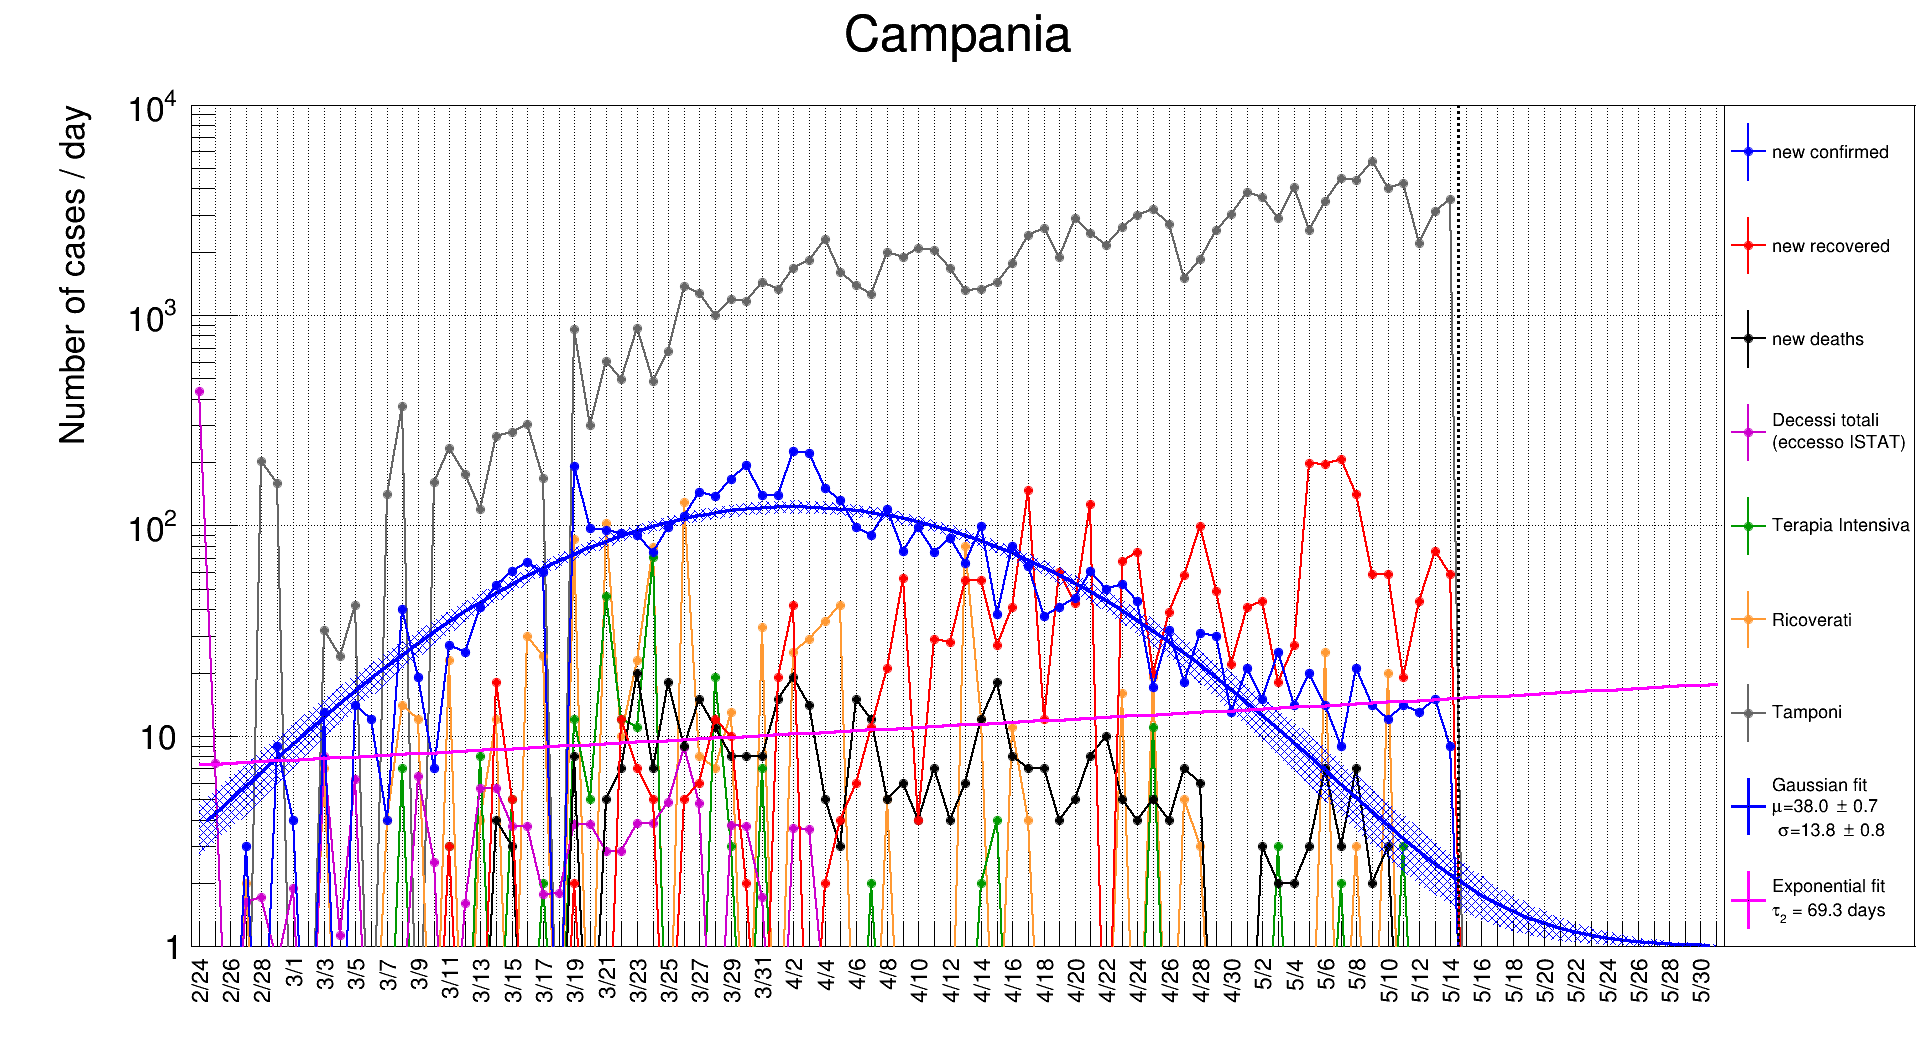 Campania
Number of cases / day
10^4
10^3
10^2
10
1
2/24 2/26 2/28 3/1 3/3 3/5 3/7 3/9 3/11 3/13 3/15 3/17 3/19 3/21 3/23 3/25 3/27 3/29 3/31 4/2 4/4 4/6 4/8 4/10 4/12 4/14 4/16 4/18 4/20 4/22 4/24 4/26 4/28 4/30 5/2 5/4 5/6 5/8 5/10 5/12 5/14 5/16 5/18 5/20 5/22 5/24 5/26 5/28 5/30
new confirmed
new recovered
new deaths
Decessi totali
(eccesso ISTAT)
Terapia Intensiva
Ricoverati
Tamponi
Gaussian fit
μ=38.0 ± 0.7
σ=13.8 ± 0.8
Exponential fit
τ₂ = 69.3 days